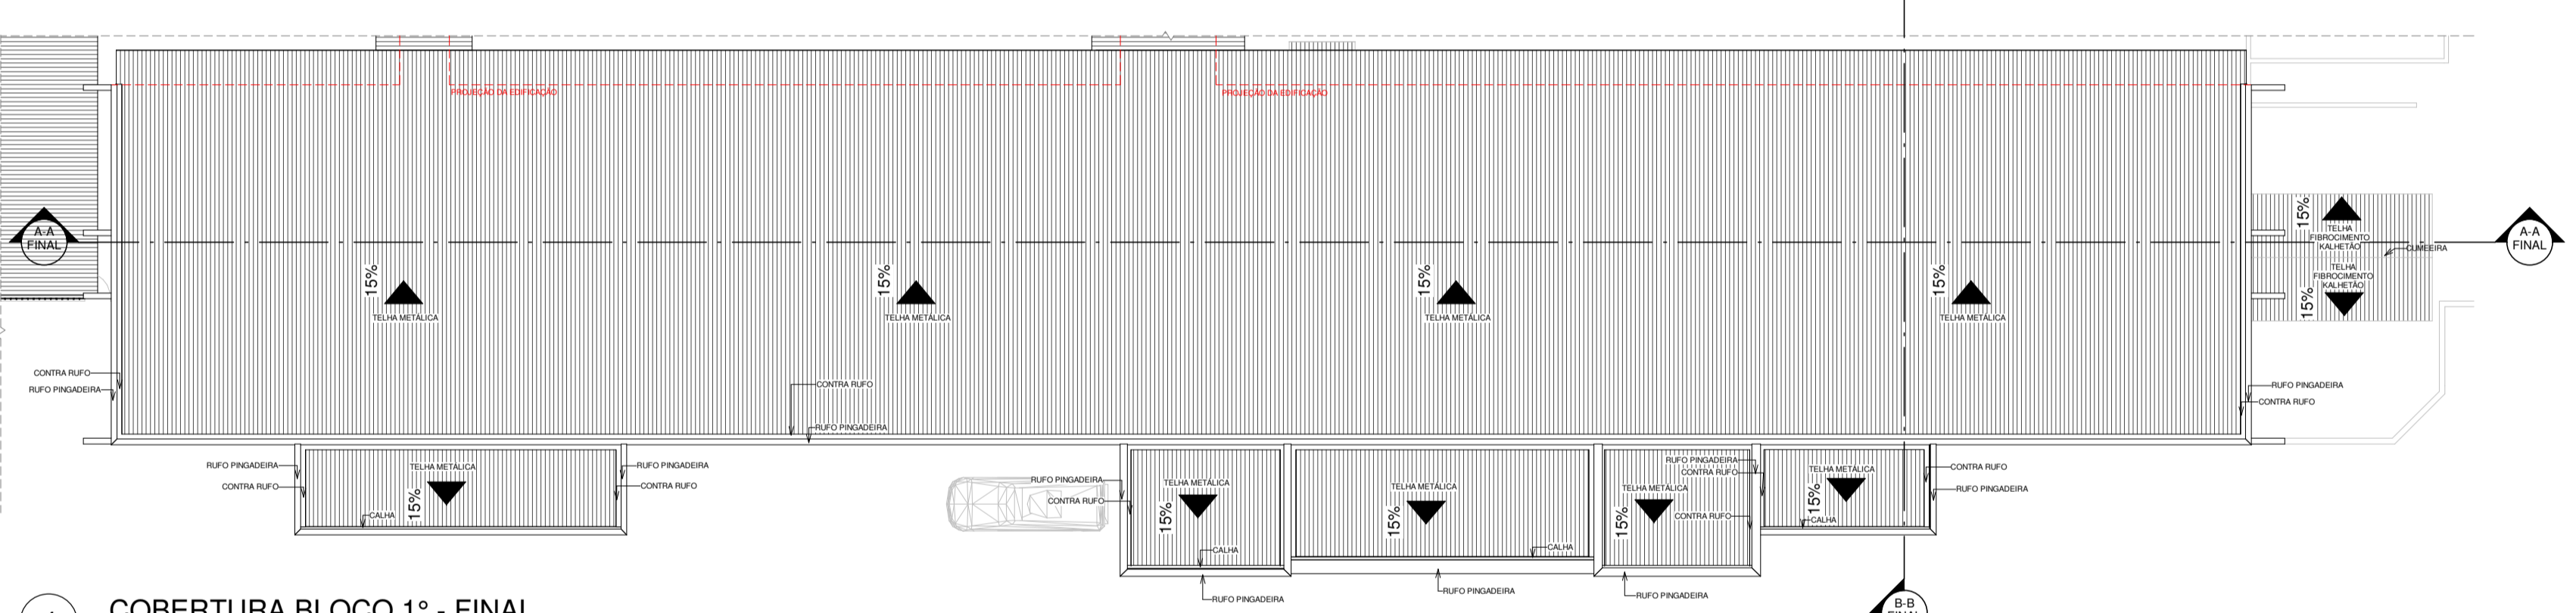 PROJEÇÃO DA EDIFICAÇÃO
PROJEÇÃO DA EDIFICAÇÃO
A-A
FINAL
15%
TELHA METÁLICA
15%
TELHA METÁLICA
15%
TELHA METÁLICA
15%
TELHA METÁLICA
15%
TELHA
FIBROCIMENTO
KALHETÃO
CUMEEIRA
TELHA
FIBROCIMENTO
KALHETÃO
15%
A-A
FINAL
CONTRA RUFO
RUFO PINGADEIRA
CONTRA RUFO
RUFO PINGADEIRA
RUFO PINGADEIRA
CONTRA RUFO
RUFO PINGADEIRA
CONTRA RUFO
TELHA METÁLICA
15%
CALHA
RUFO PINGADEIRA
CONTRA RUFO
RUFO PINGADEIRA
CONTRA RUFO
TELHA METÁLICA
15%
CALHA
RUFO PINGADEIRA
TELHA METÁLICA
15%
CALHA
RUFO PINGADEIRA
RUFO PINGADEIRA
CONTRA RUFO
TELHA METÁLICA
15%
CONTRA RUFO
RUFO PINGADEIRA
TELHA METÁLICA
15%
CALHA
CONTRA RUFO
RUFO PINGADEIRA
COBERTURA BLOCO 1° - FINAL
B-B
FINAL